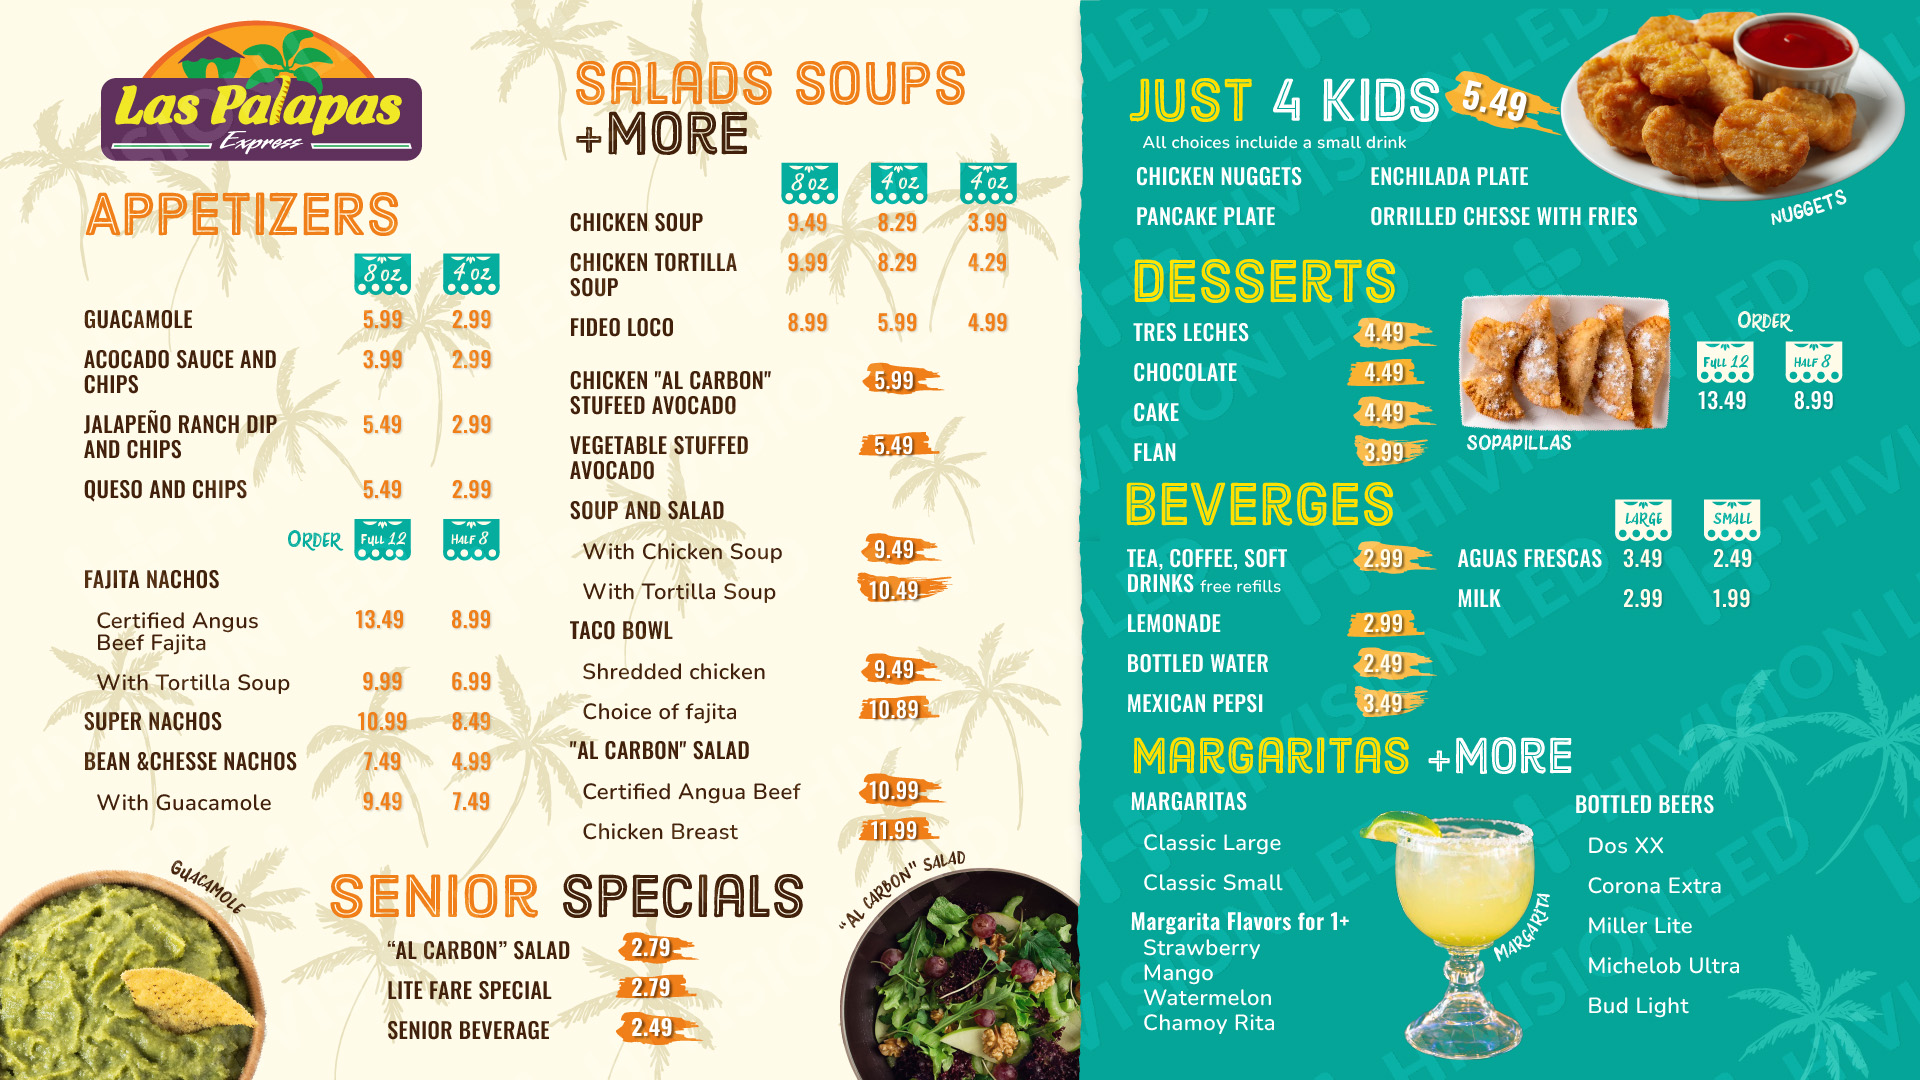 Las Palapas
Express
APPETIZERS
8 oz 4 oz
GUACAMOLE 5.99 2.99
ACOCADO SAUCE AND 3.99 2.99
CHIPS
JALAPEÑO RANCH DIP 5.49 2.99
AND CHIPS
QUESO AND CHIPS 5.49 2.99
ORDER FULL 12 HALF 8
FAJITA NACHOS
Certified Angus 13.49 8.99
Beef Fajita
With Tortilla Soup 9.99 6.99
SUPER NACHOS 10.99 8.49
BEAN &CHESSE NACHOS 7.49 4.99
With Guacamole 9.49 7.49
GUACAMOLE
SALADS SOUPS
+MORE
8 oz 4 oz 4 oz
CHICKEN SOUP 9.49 8.29 3.99
CHICKEN TORTILLA 9.99 8.29 4.29
SOUP
FIDEO LOCO 8.99 5.99 4.99
CHICKEN "AL CARBON" 5.99
STUFEED AVOCADO
VEGETABLE STUFFED 5.49
AVOCADO
SOUP AND SALAD
With Chicken Soup 9.49
With Tortilla Soup 10.49
TACO BOWL
Shredded chicken 9.49
Choice of fajita 10.89
"AL CARBON" SALAD
Certified Angua Beef 10.99
Chicken Breast 11.99
"AL CARBON" SALAD
SENIOR SPECIALS
“AL CARBON” SALAD 2.79
LITE FARE SPECIAL 2.79
SENIOR BEVERAGE 2.49
JUST 4 KIDS 5.49
All choices incluide a small drink
CHICKEN NUGGETS ENCHILADA PLATE
PANCAKE PLATE ORRILLED CHESSE WITH FRIES
NUGGETS
DESSERTS
TRES LECHES 4.49
CHOCOLATE 4.49
CAKE 4.49
FLAN 3.99
SOPAPILLAS
ORDER
FULL 12 HALF 8
13.49 8.99
BEVERGES
LARGE SMALL
TEA, COFFEE, SOFT 2.99 AGUAS FRESCAS 3.49 2.49
DRINKS free refills
MILK 2.99 1.99
LEMONADE 2.99
BOTTLED WATER 2.49
MEXICAN PEPSI 3.49
MARGARITAS +MORE
MARGARITAS
Classic Large
Classic Small
Margarita Flavors for 1+
Strawberry
Mango
Watermelon
Chamoy Rita
MARGARITA
BOTTLED BEERS
Dos XX
Corona Extra
Miller Lite
Michelob Ultra
Bud Light
HIVISION LED